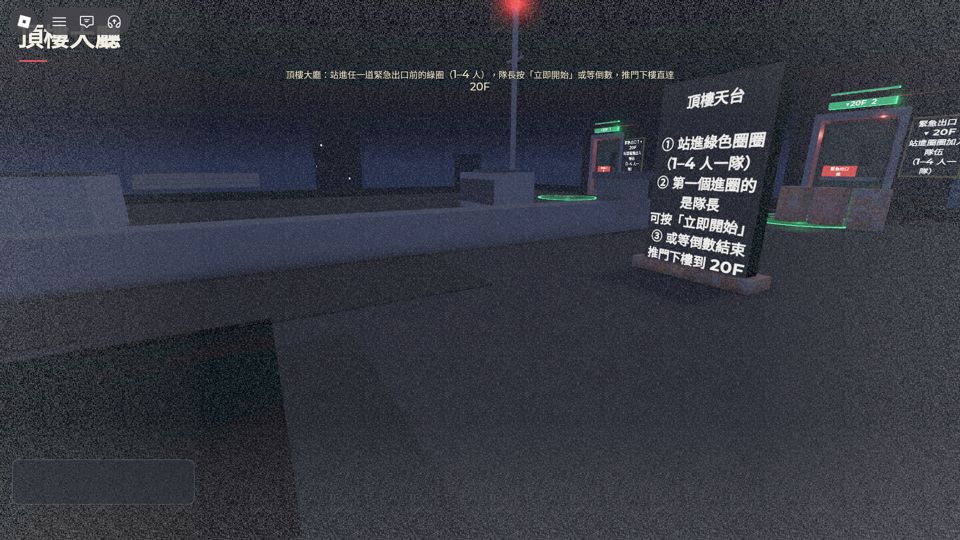 頂樓大廳
頂樓大廳：站進任一道緊急出口前的綠圈（1–4 人），隊長按「立即開始」或等倒數，推門下樓直達
20F
頂樓天台
① 站進綠色圈圈
（1–4 人一隊）
② 第一個進圈的
是隊長
可按「立即開始」
③ 或等倒數結束
推門下樓到 20F
▼20F 2
緊急出口
▼ 20F
站進圈圈加入
隊伍
（1–4 人一
隊）